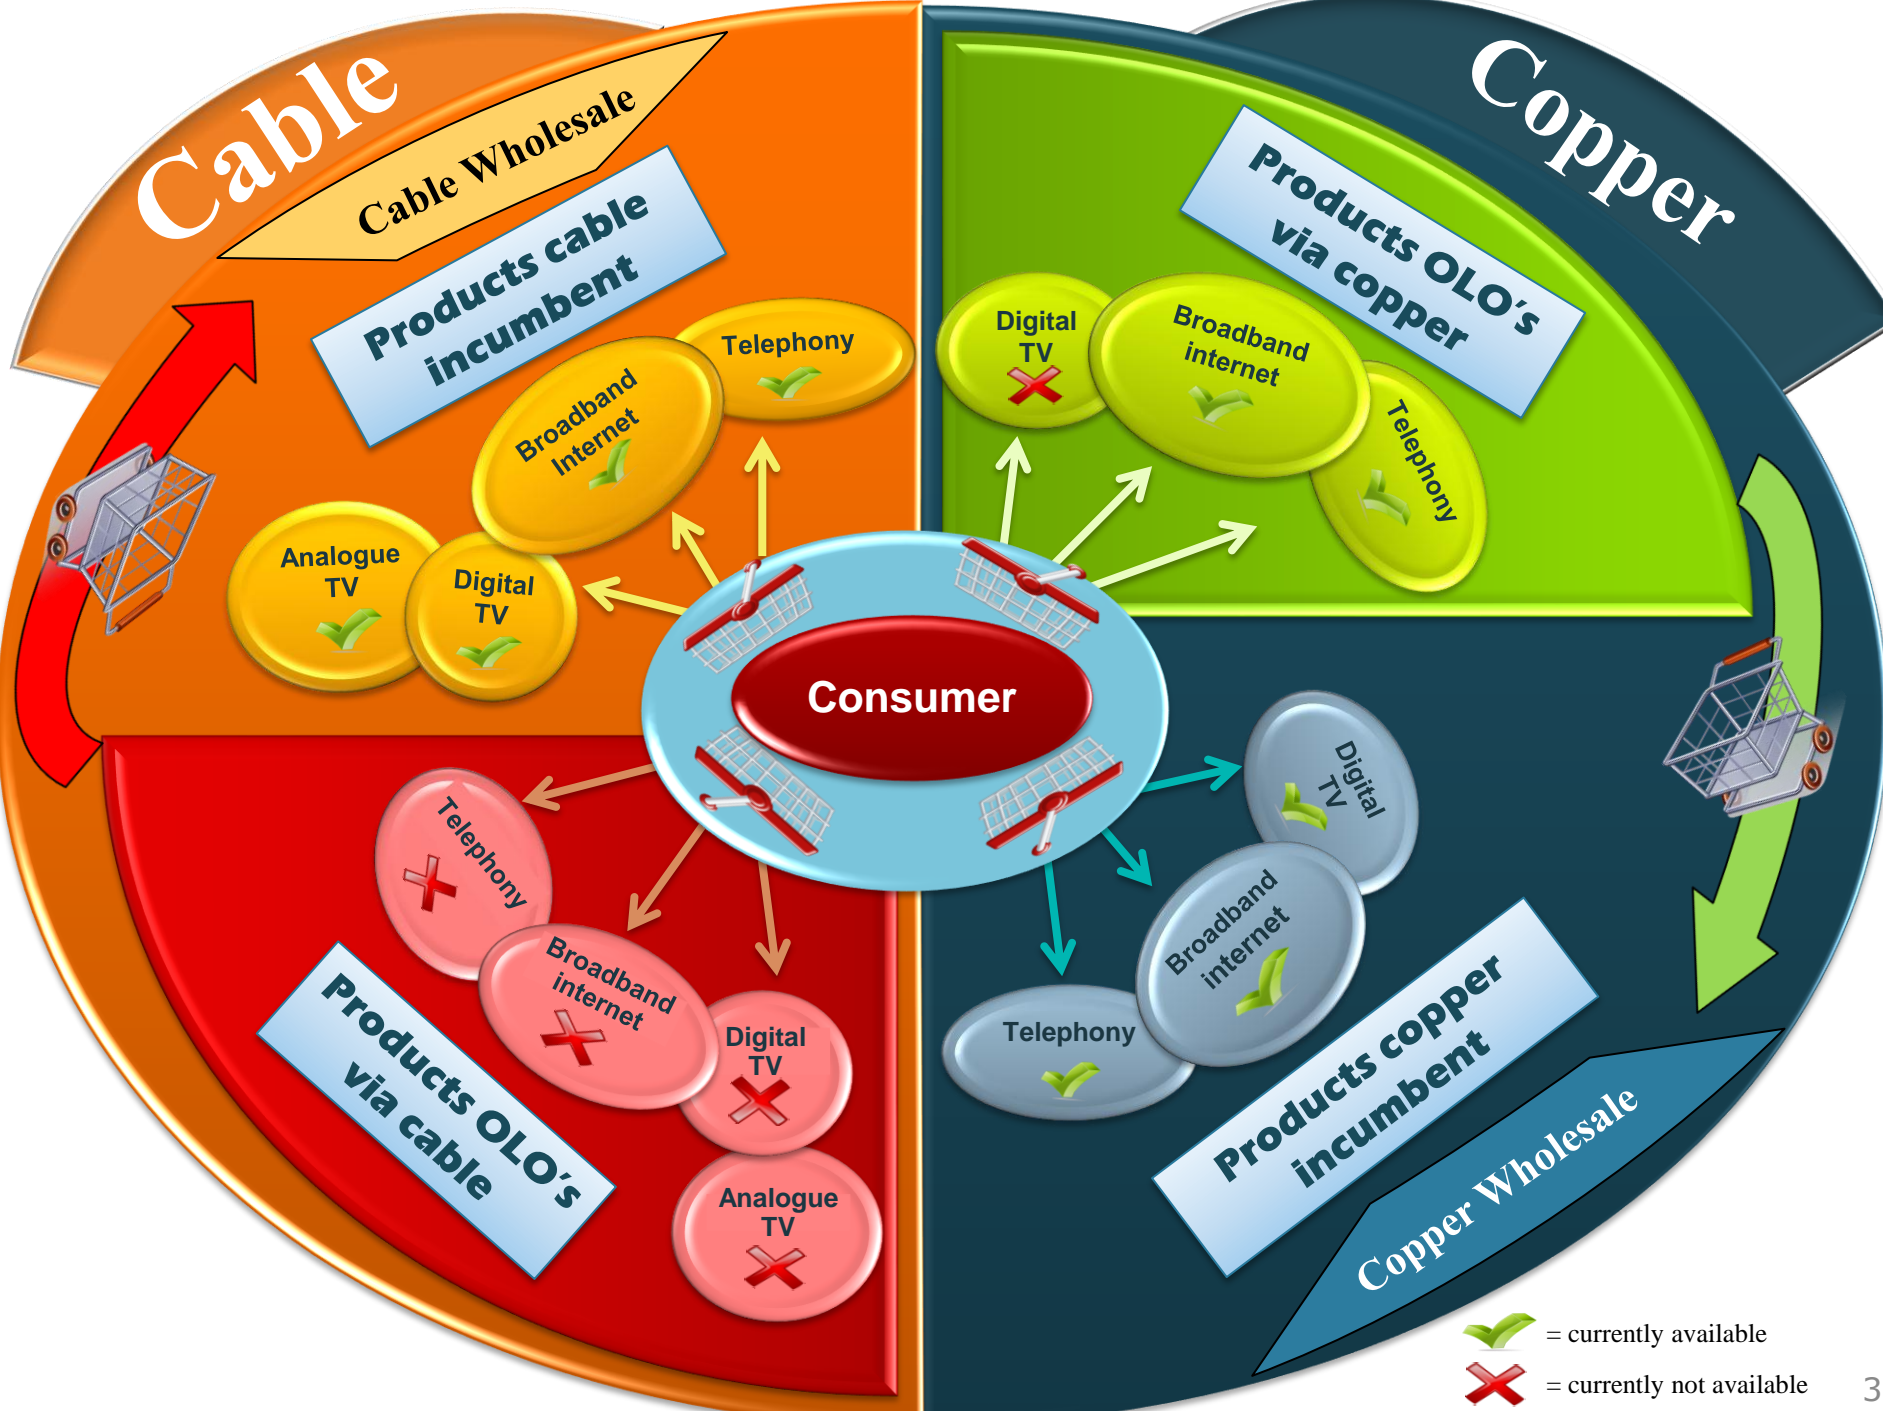 Cable
Copper
Cable Wholesale
Products cable
incumbent
Telephony
Broadband
Internet
Analogue
TV
Digital
TV
Products OLO's
via copper
Digital
TV
Broadband
internet
Telephony
Consumer
Telephony
Broadband
internet
Digital
TV
Analogue
TV
Products OLO's
via cable
Digital
TV
Broadband
internet
Telephony
Products copper
incumbent
Copper Wholesale
= currently available
= currently not available
3